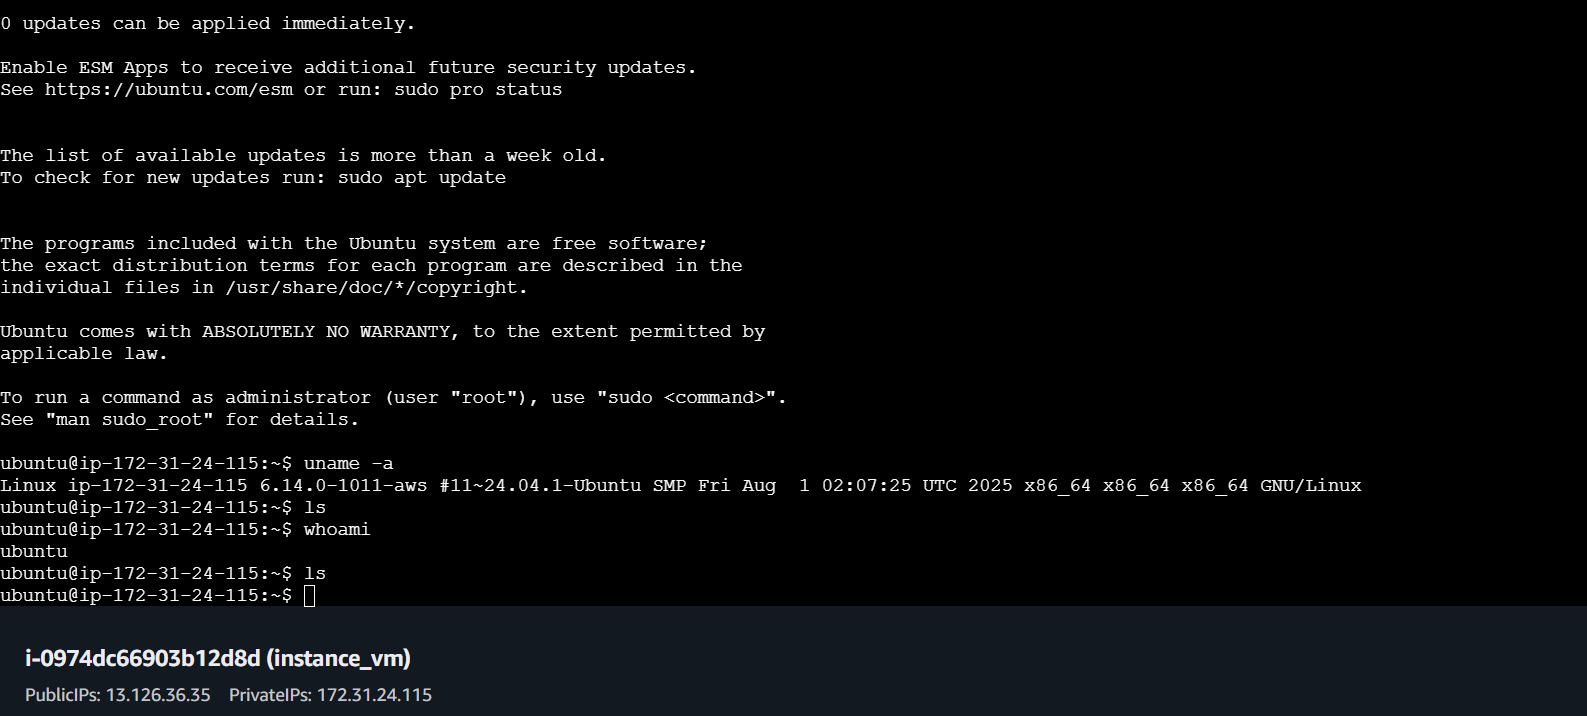 0 updates can be applied immediately.
Enable ESM Apps to receive additional future security updates.
See https://ubuntu.com/esm or run: sudo pro status
The list of available updates is more than a week old.
To check for new updates run: sudo apt update
The programs included with the Ubuntu system are free software;
the exact distribution terms for each program are described in the
individual files in /usr/share/doc/*/copyright.
Ubuntu comes with ABSOLUTELY NO WARRANTY, to the extent permitted by
applicable law.
To run a command as administrator (user "root"), use "sudo <command>".
See "man sudo_root" for details.
ubuntu@ip-172-31-24-115:~$ uname -a
Linux ip-172-31-24-115 6.14.0-1011-aws #11~24.04.1-Ubuntu SMP Fri Aug  1 02:07:25 UTC 2025 x86_64 x86_64 x86_64 GNU/Linux
ubuntu@ip-172-31-24-115:~$ ls
ubuntu@ip-172-31-24-115:~$ whoami
ubuntu
ubuntu@ip-172-31-24-115:~$ ls
ubuntu@ip-172-31-24-115:~$
i-0974dc66903b12d8d (instance_vm)
PublicIPs: 13.126.36.35 PrivateIPs: 172.31.24.115